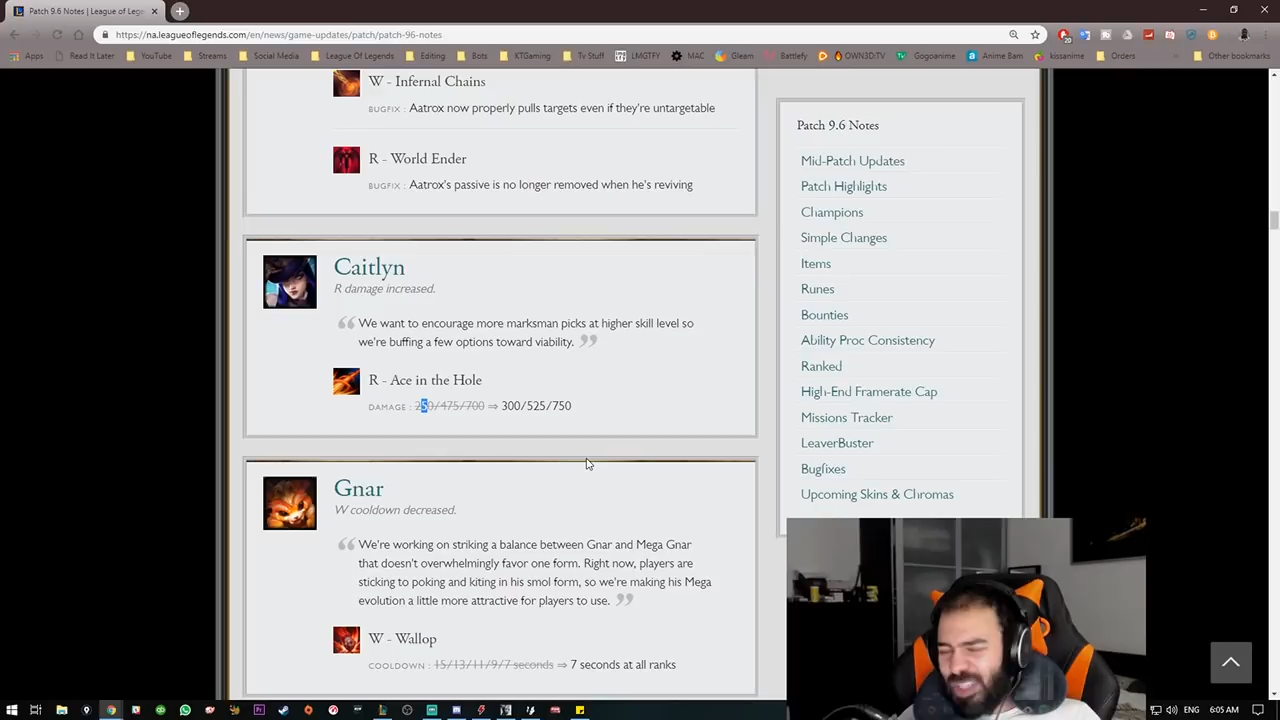 Patch 9.6 Notes | League of Lege
https://na.leagueoflegends.com/en/news/game-updates/patch/patch-96-notes
20
Apps Read It Later YouTube Streams Social Media League Of Legends Editing Bots KTGaming Tv Stuff LMGTFY MAC Gleam Battlefy OWN3D.TV Gogoanime Anime Bam kissanime Orders Other bookmarks
W - Infernal Chains
BUGFIX : Aatrox now properly pulls targets even if they're untargetable
R - World Ender
BUGFIX : Aatrox's passive is no longer removed when he's reviving
Caitlyn
R damage increased.
We want to encourage more marksman picks at higher skill level so
we're buffing a few options toward viability.
R - Ace in the Hole
DAMAGE : 250/475/700 ⇒ 300/525/750
Gnar
W cooldown decreased.
We're working on striking a balance between Gnar and Mega Gnar
that doesn't overwhelmingly favor one form. Right now, players are
sticking to poking and kiting in his smol form, so we're making his Mega
evolution a little more attractive for players to use.
W - Wallop
COOLDOWN : 15/13/11/9/7 seconds ⇒ 7 seconds at all ranks
Patch 9.6 Notes
Mid-Patch Updates
Patch Highlights
Champions
Simple Changes
Items
Runes
Bounties
Ability Proc Consistency
Ranked
High-End Framerate Cap
Missions Tracker
LeaverBuster
Bugfixes
Upcoming Skins & Chromas
ENG 6:05 AM